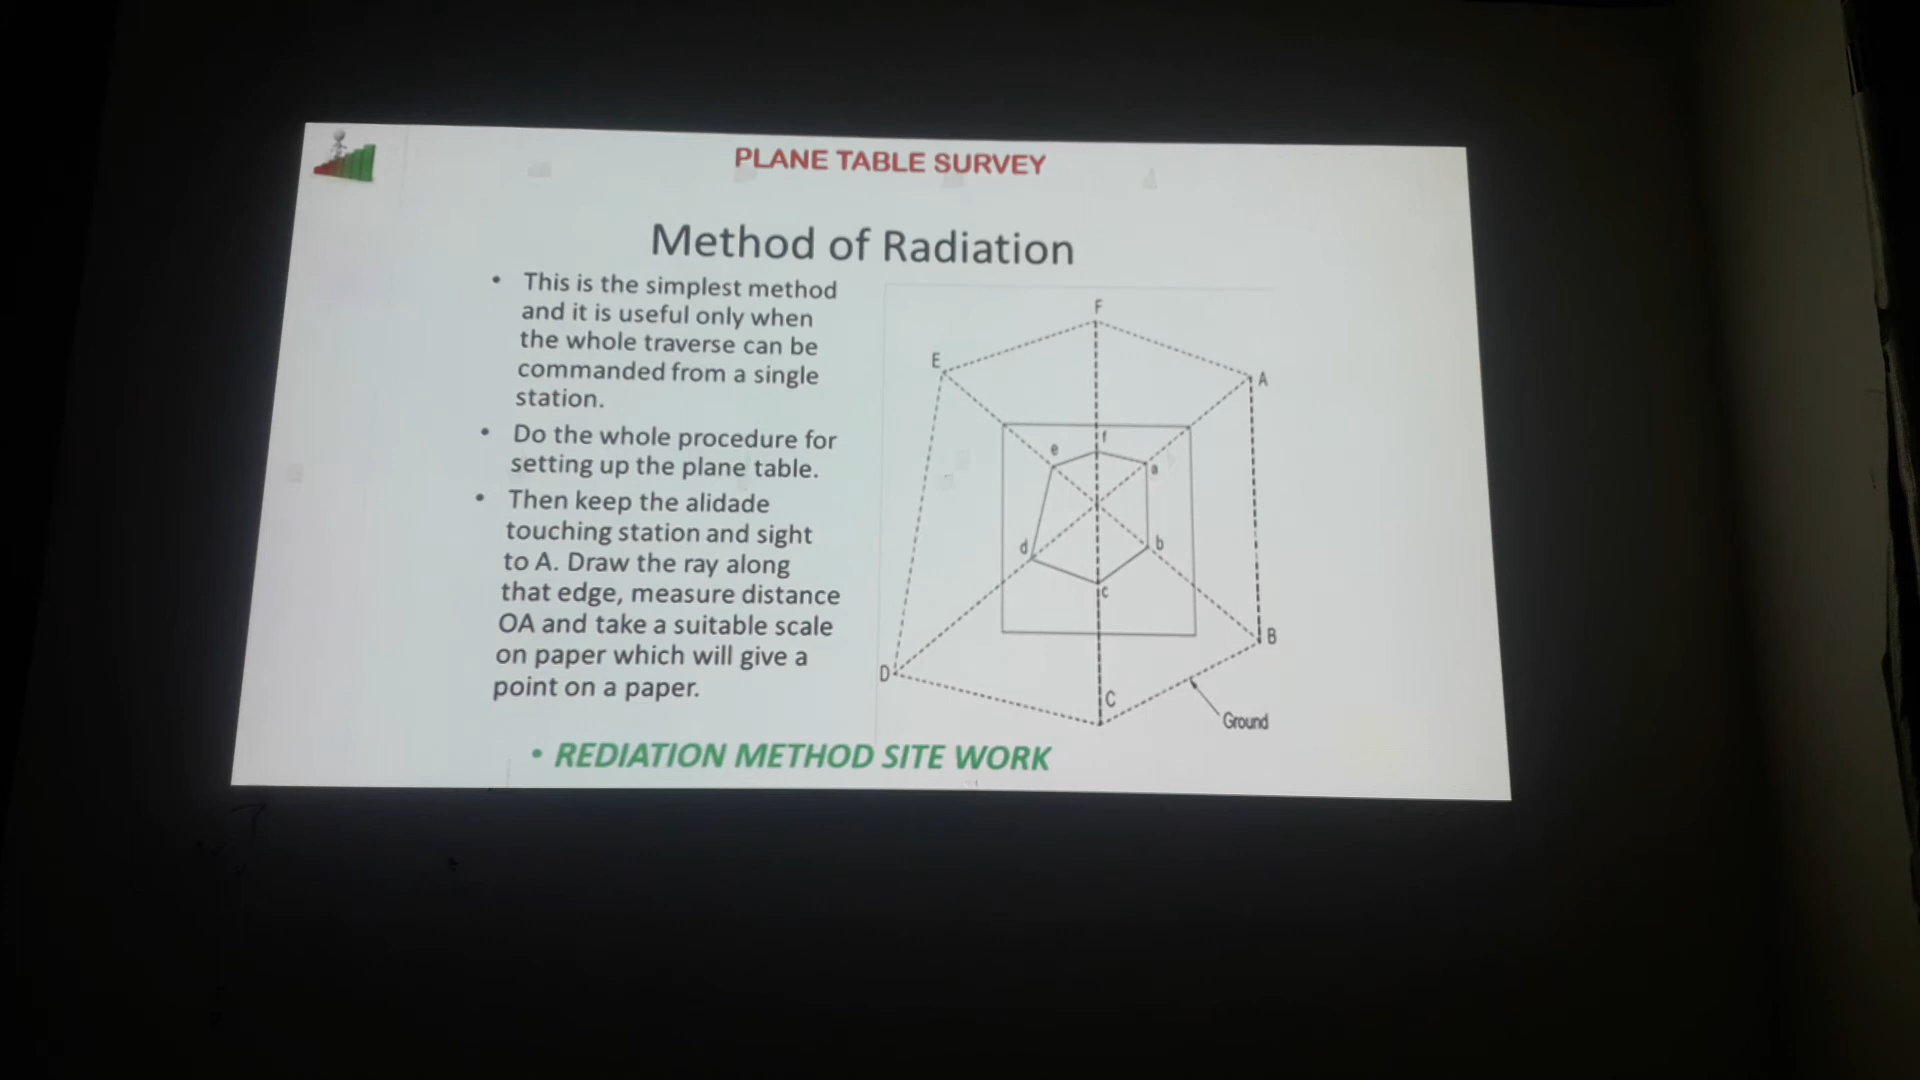 PLANE TABLE SURVEY
Method of Radiation
• This is the simplest method
and it is useful only when
the whole traverse can be
commanded from a single
station.
• Do the whole procedure for
setting up the plane table.
• Then keep the alidade
touching station and sight
to A. Draw the ray along
that edge, measure distance
OA and take a suitable scale
on paper which will give a
point on a paper.
F
E
A
f
e
a
d
b
c
B
D
C
Ground
• REDIATION METHOD SITE WORK